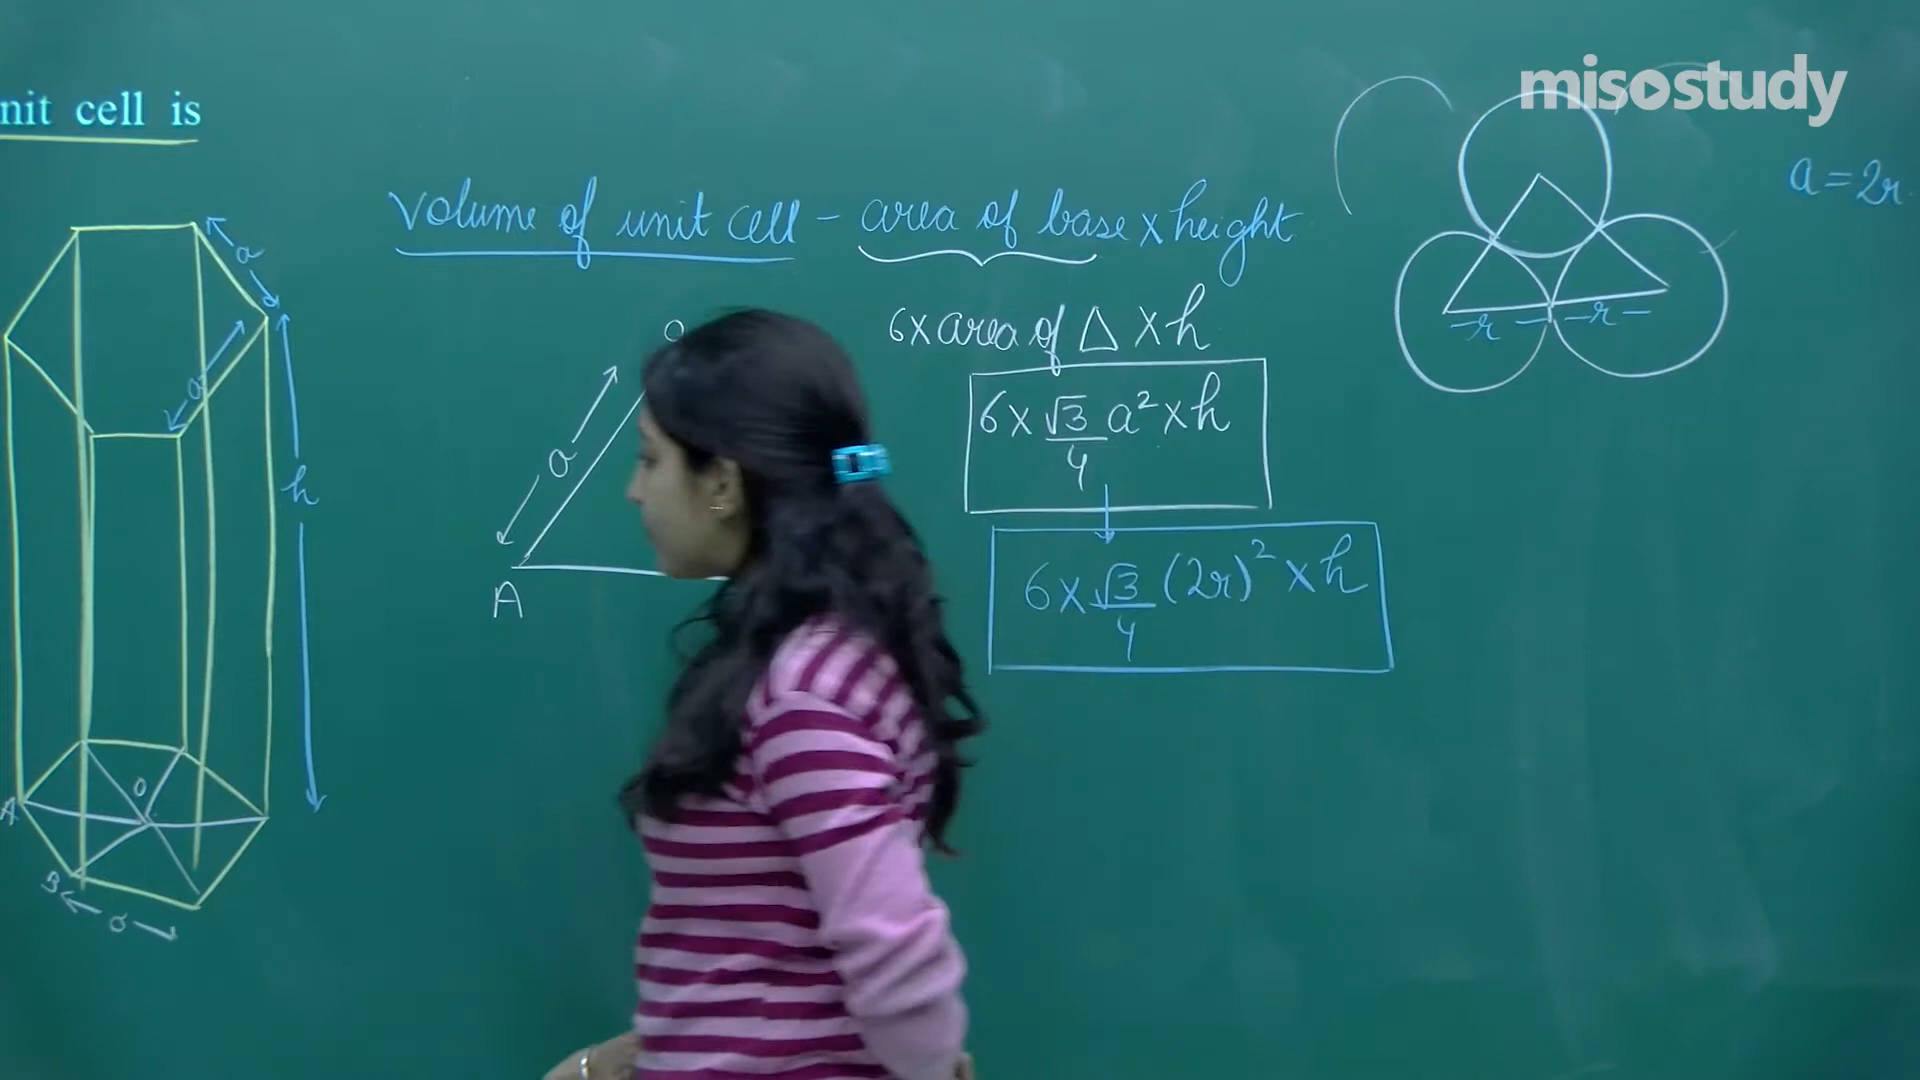 misostudy
nit cell is
a = 2r
volume of unit cell - area of base x height
a
6 x area of △ x h
r r
a
6 x √3/4 a² x h
a
h
6 x √3/4 (2r)² x h
A
O
A
B
a